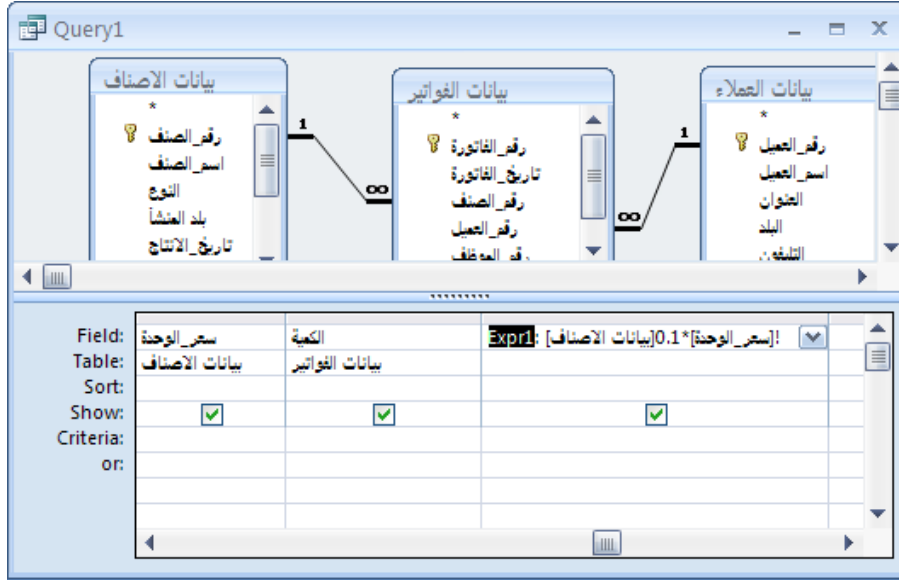 Query1
بيانات الاصناف
*
رقم_الصنف
اسم_الصنف
النوع
بلد المنشأ
تاريخ_الانتاج
1
∞
بيانات الفواتير
*
رقم_الفاتورة
تاريخ_الفاتورة
رقم_الصنف
رقم_العميل
رقم_الموظف
1
∞
بيانات العملاء
*
رقم_العميل
اسم_العميل
العنوان
البلد
التليفون
Field: سعر_الوحدة الكمية Expr1: [بيانات الاصناف]![سعر_الوحدة]*0.1
Table: بيانات الاصناف بيانات الفواتير
Sort:
Show:
Criteria:
or: